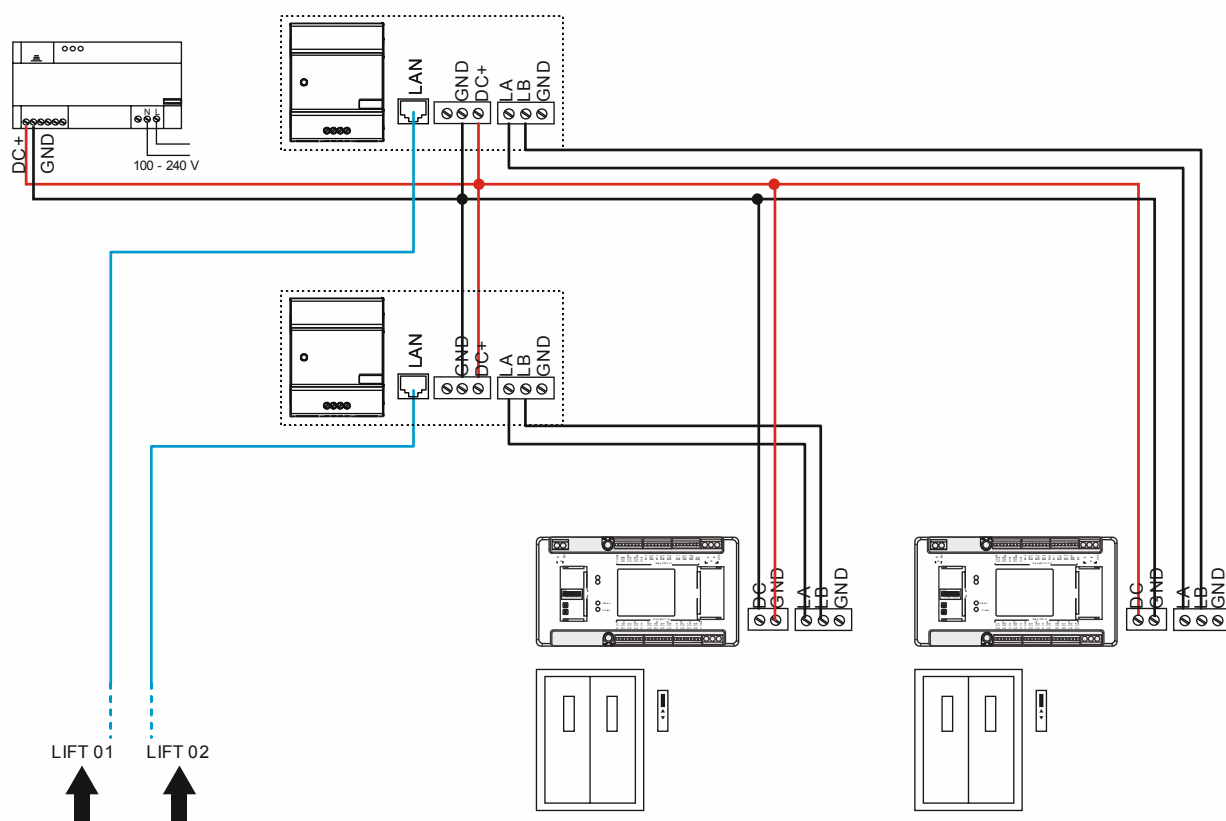 LAN
GND
DC+
LA
LB
GND
N L
DC+
GND
100 - 240 V
LAN
GND
DC+
LA
LB
GND
DC
GND
LA
LB
GND
DC
GND
LA
LB
GND
LIFT 01
LIFT 02